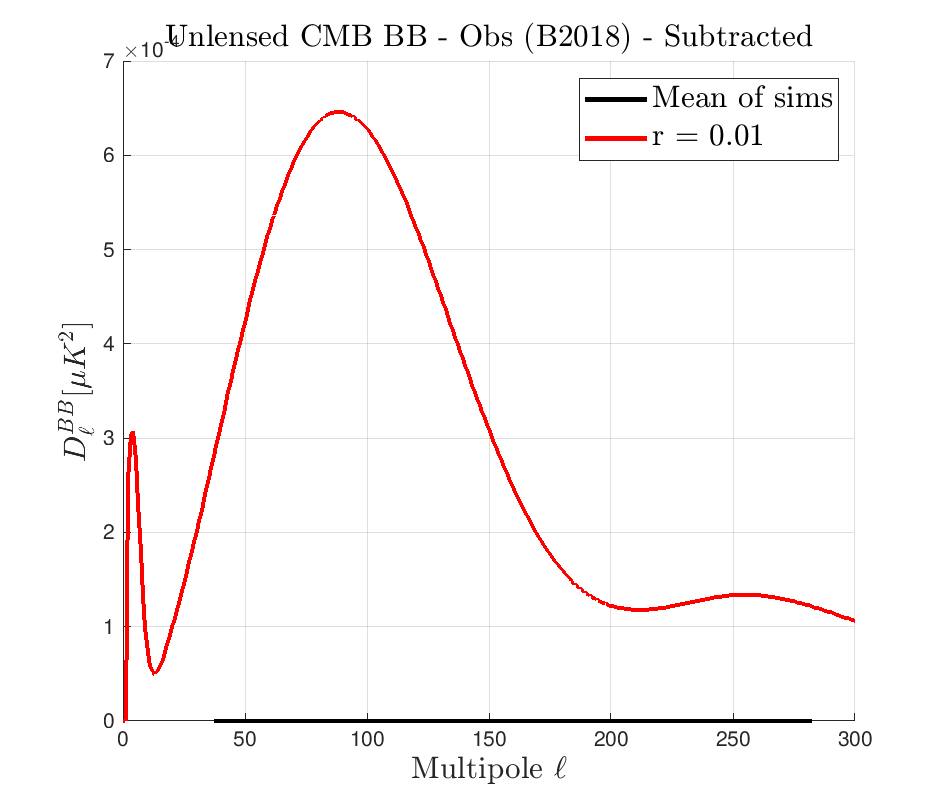 Unlensed CMB BB - Obs (B2018) - Subtracted
×10⁻⁴
7
6
5
4
3
2
1
0
Mean of sims
r = 0.01
D_ℓ^{BB}[μK²]
0 50 100 150 200 250 300
Multipole ℓ